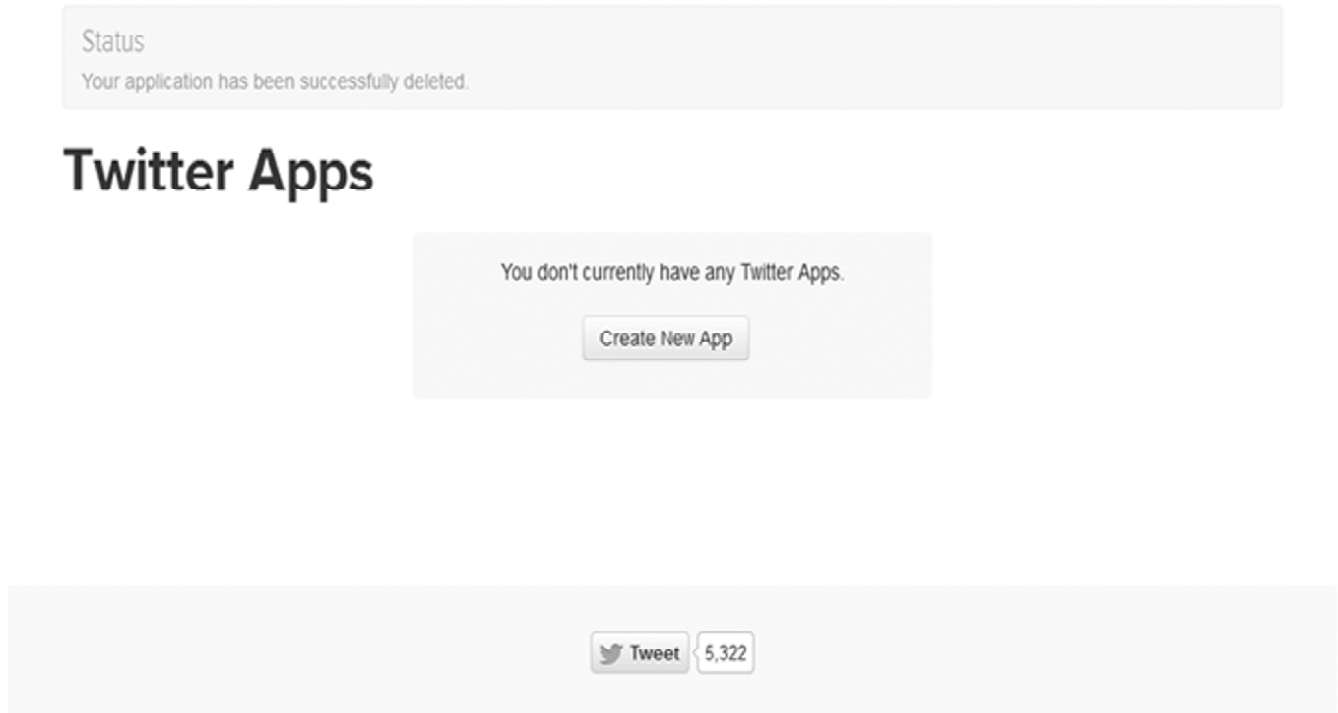 Status
Your application has been successfully deleted.
Twitter Apps
You don't currently have any Twitter Apps.
Create New App
Tweet 5,322